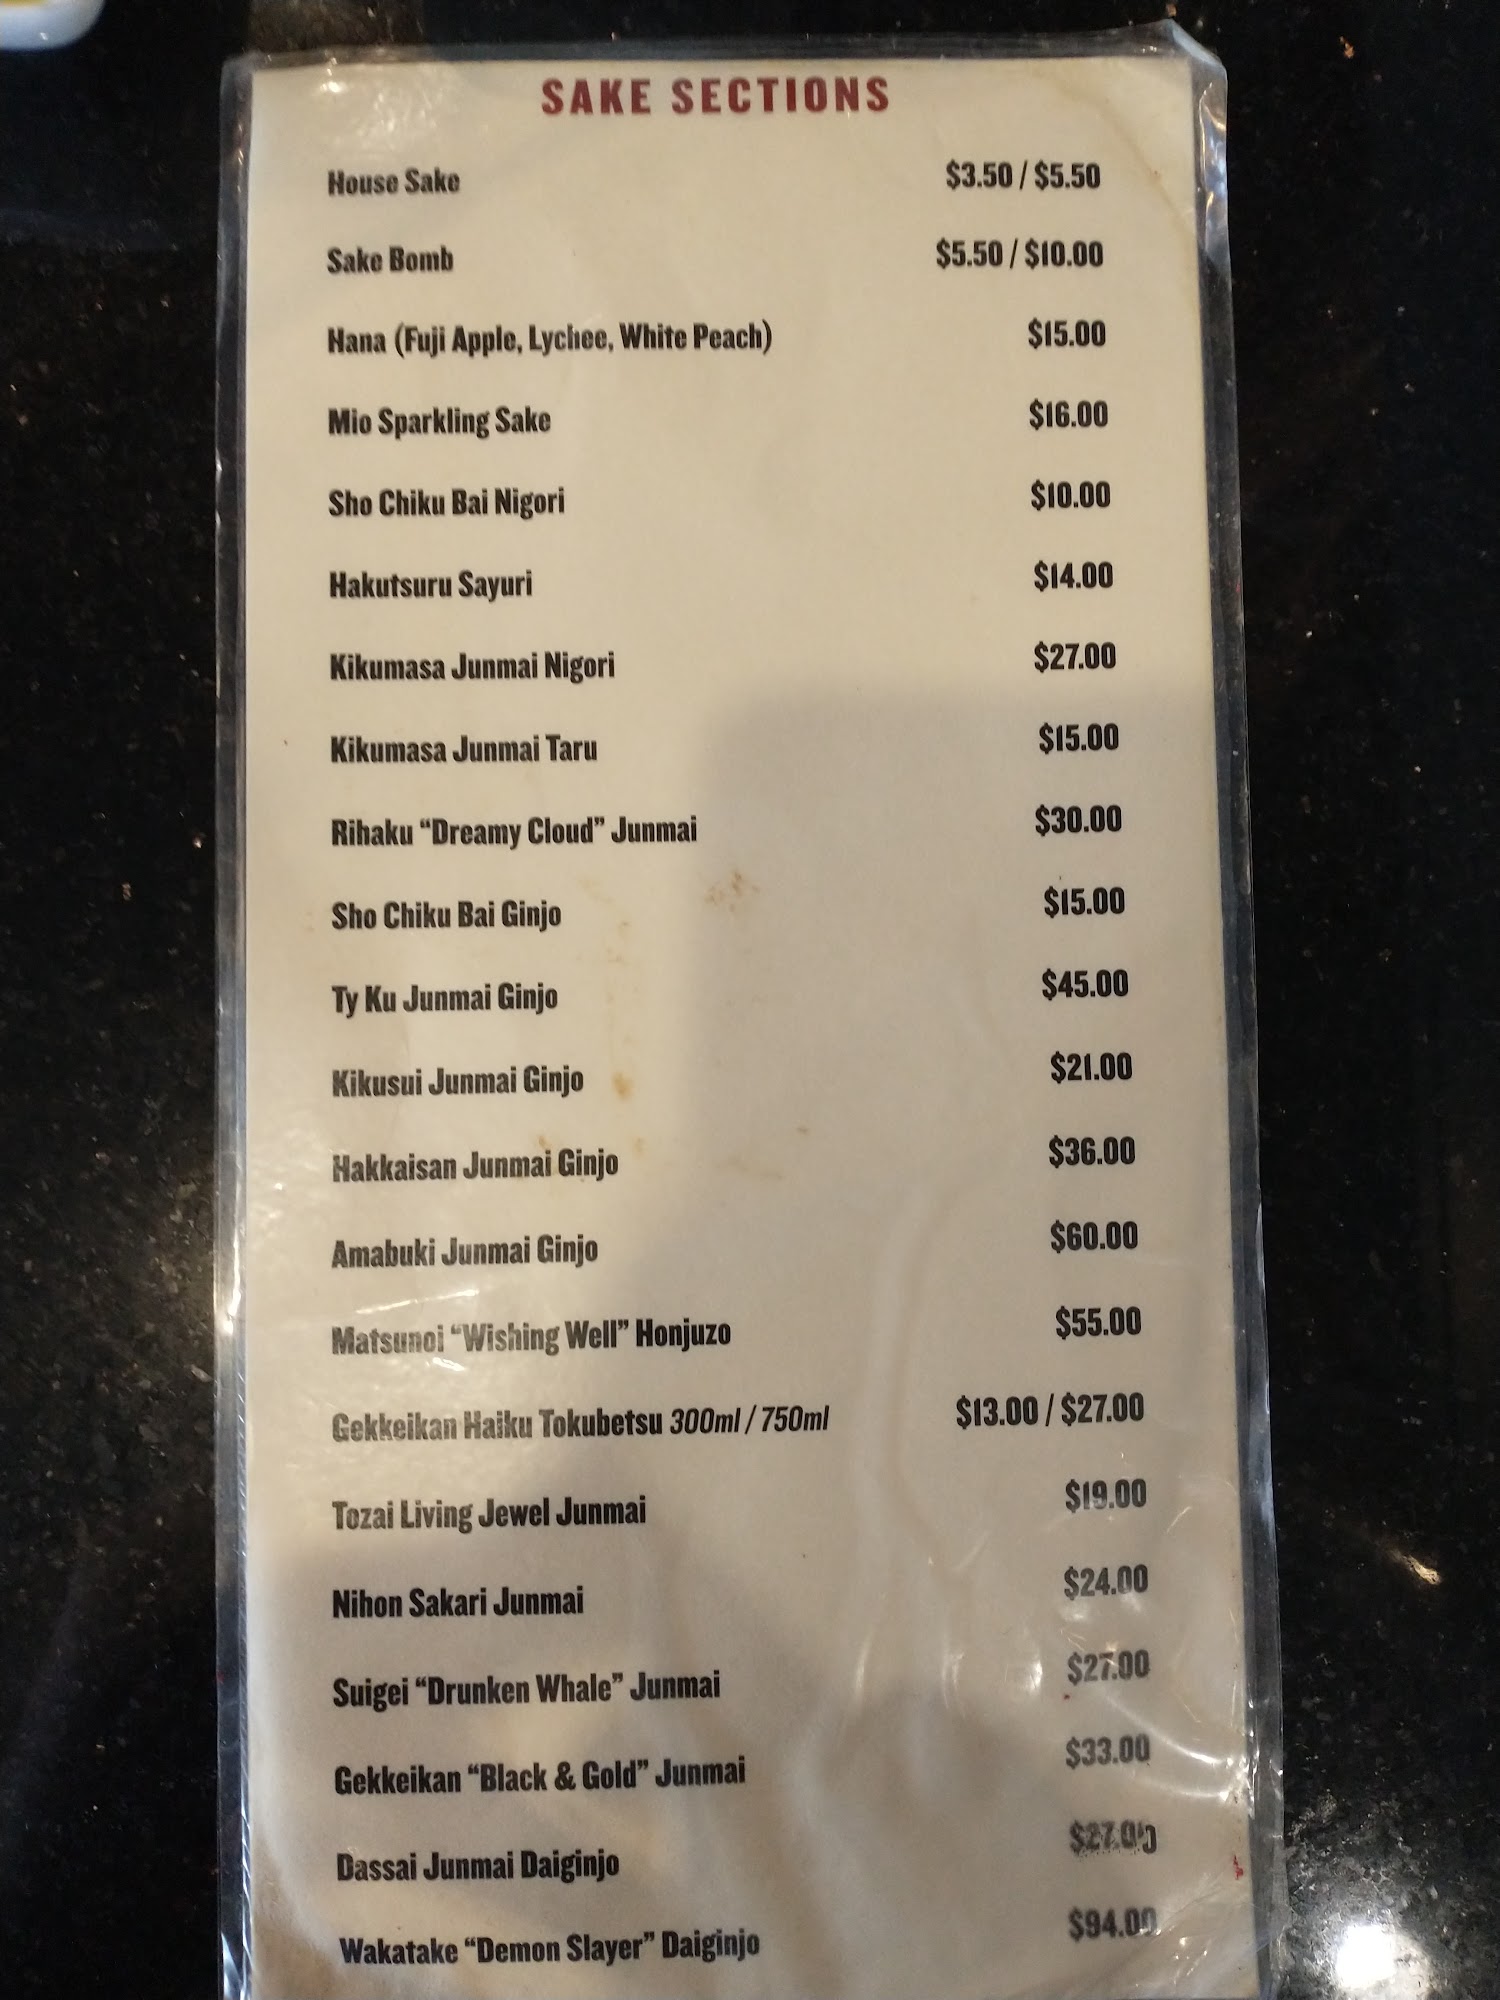 SAKE SECTIONS
House Sake $3.50 / $5.50
Sake Bomb $5.50 / $10.00
Hana (Fuji Apple, Lychee, White Peach) $15.00
Mio Sparkling Sake $16.00
Sho Chiku Bai Nigori $10.00
Hakutsuru Sayuri $14.00
Kikumasa Junmai Nigori $27.00
Kikumasa Junmai Taru $15.00
Rihaku “Dreamy Cloud” Junmai $30.00
Sho Chiku Bai Ginjo $15.00
Ty Ku Junmai Ginjo $45.00
Kikusui Junmai Ginjo $21.00
Hakkaisan Junmai Ginjo $36.00
Amabuki Junmai Ginjo $60.00
Matsunoi “Wishing Well” Honjuzo $55.00
Gekkeikan Haiku Tokubetsu 300ml / 750ml $13.00 / $27.00
Tozai Living Jewel Junmai $19.00
Nihon Sakari Junmai $24.00
Suigei “Drunken Whale” Junmai $27.00
Gekkeikan “Black & Gold” Junmai $33.00
Dassai Junmai Daiginjo $27.00
Wakatake “Demon Slayer” Daiginjo $94.00